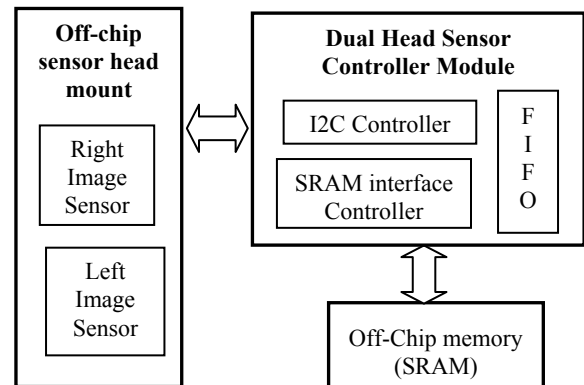 Off-chip
sensor head
mount
Right
Image
Sensor
Left
Image
Sensor
Dual Head Sensor
Controller Module
I2C Controller
SRAM interface
Controller
F
I
F
O
Off-Chip memory
(SRAM)